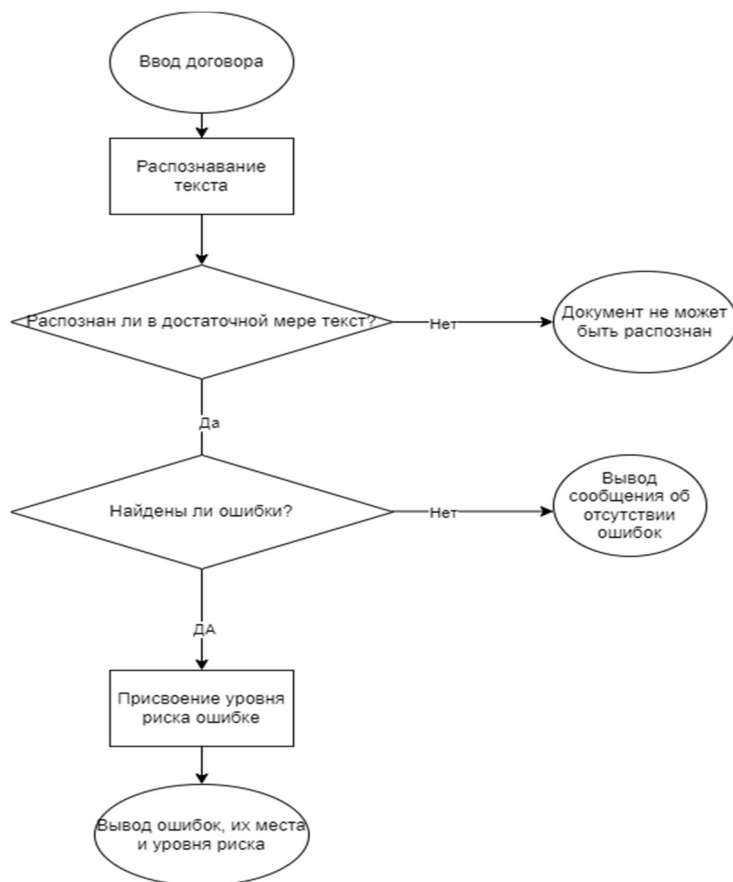 Ввод договора
Распознавание
текста
Распознан ли в достаточной мере текст?
Нет
Документ не может
быть распознан
Да
Найдены ли ошибки?
Нет
Вывод
сообщения об
отсутствии
ошибок
ДА
Присвоение уровня
риска ошибке
Вывод ошибок, их места
и уровня риска